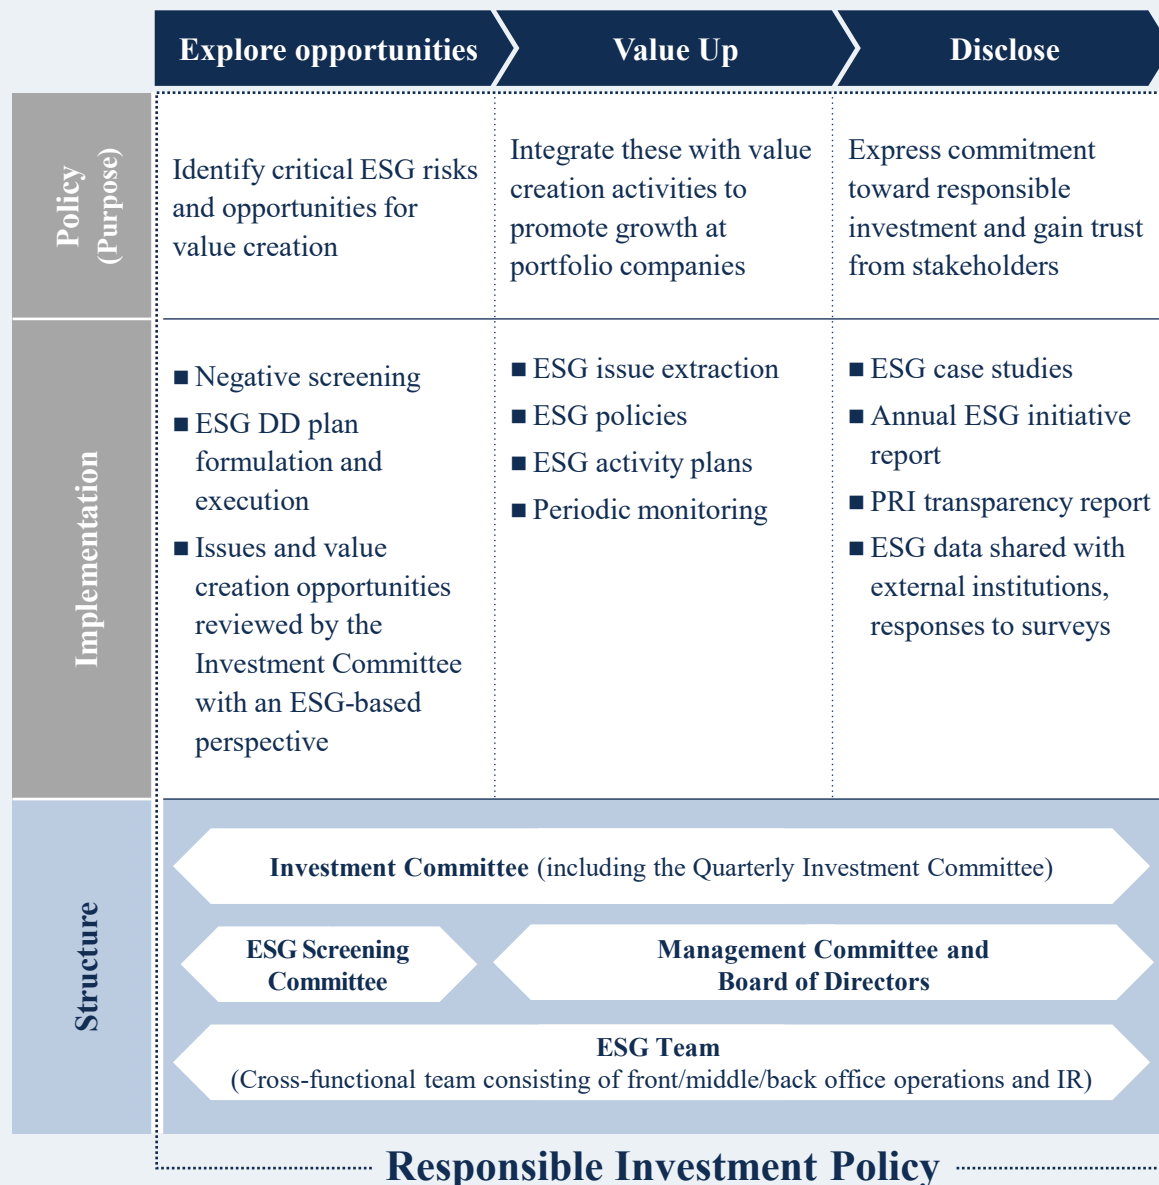 Explore opportunities
Value Up
Disclose
Policy
(Purpose)
Identify critical ESG risks
and opportunities for
value creation
Integrate these with value
creation activities to
promote growth at
portfolio companies
Express commitment
toward responsible
investment and gain trust
from stakeholders
Implementation
■ Negative screening
■ ESG DD plan
formulation and
execution
■ Issues and value
creation opportunities
reviewed by the
Investment Committee
with an ESG-based
perspective
■ ESG issue extraction
■ ESG policies
■ ESG activity plans
■ Periodic monitoring
■ ESG case studies
■ Annual ESG initiative
report
■ PRI transparency report
■ ESG data shared with
external institutions,
responses to surveys
Structure
Investment Committee (including the Quarterly Investment Committee)
ESG Screening
Committee
Management Committee and
Board of Directors
ESG Team
(Cross-functional team consisting of front/middle/back office operations and IR)
Responsible Investment Policy